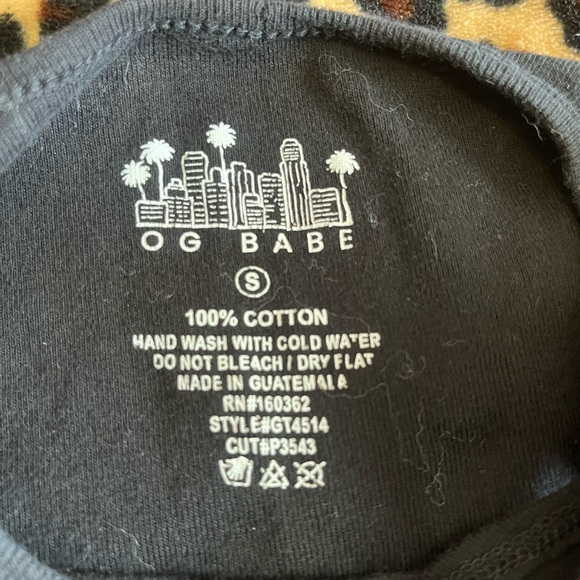 OG BABE
S
100% COTTON
HAND WASH WITH COLD WATER
DO NOT BLEACH / DRY FLAT
MADE IN GUATEMALA
RN#160362
STYLE#GT4514
CUT#P3543